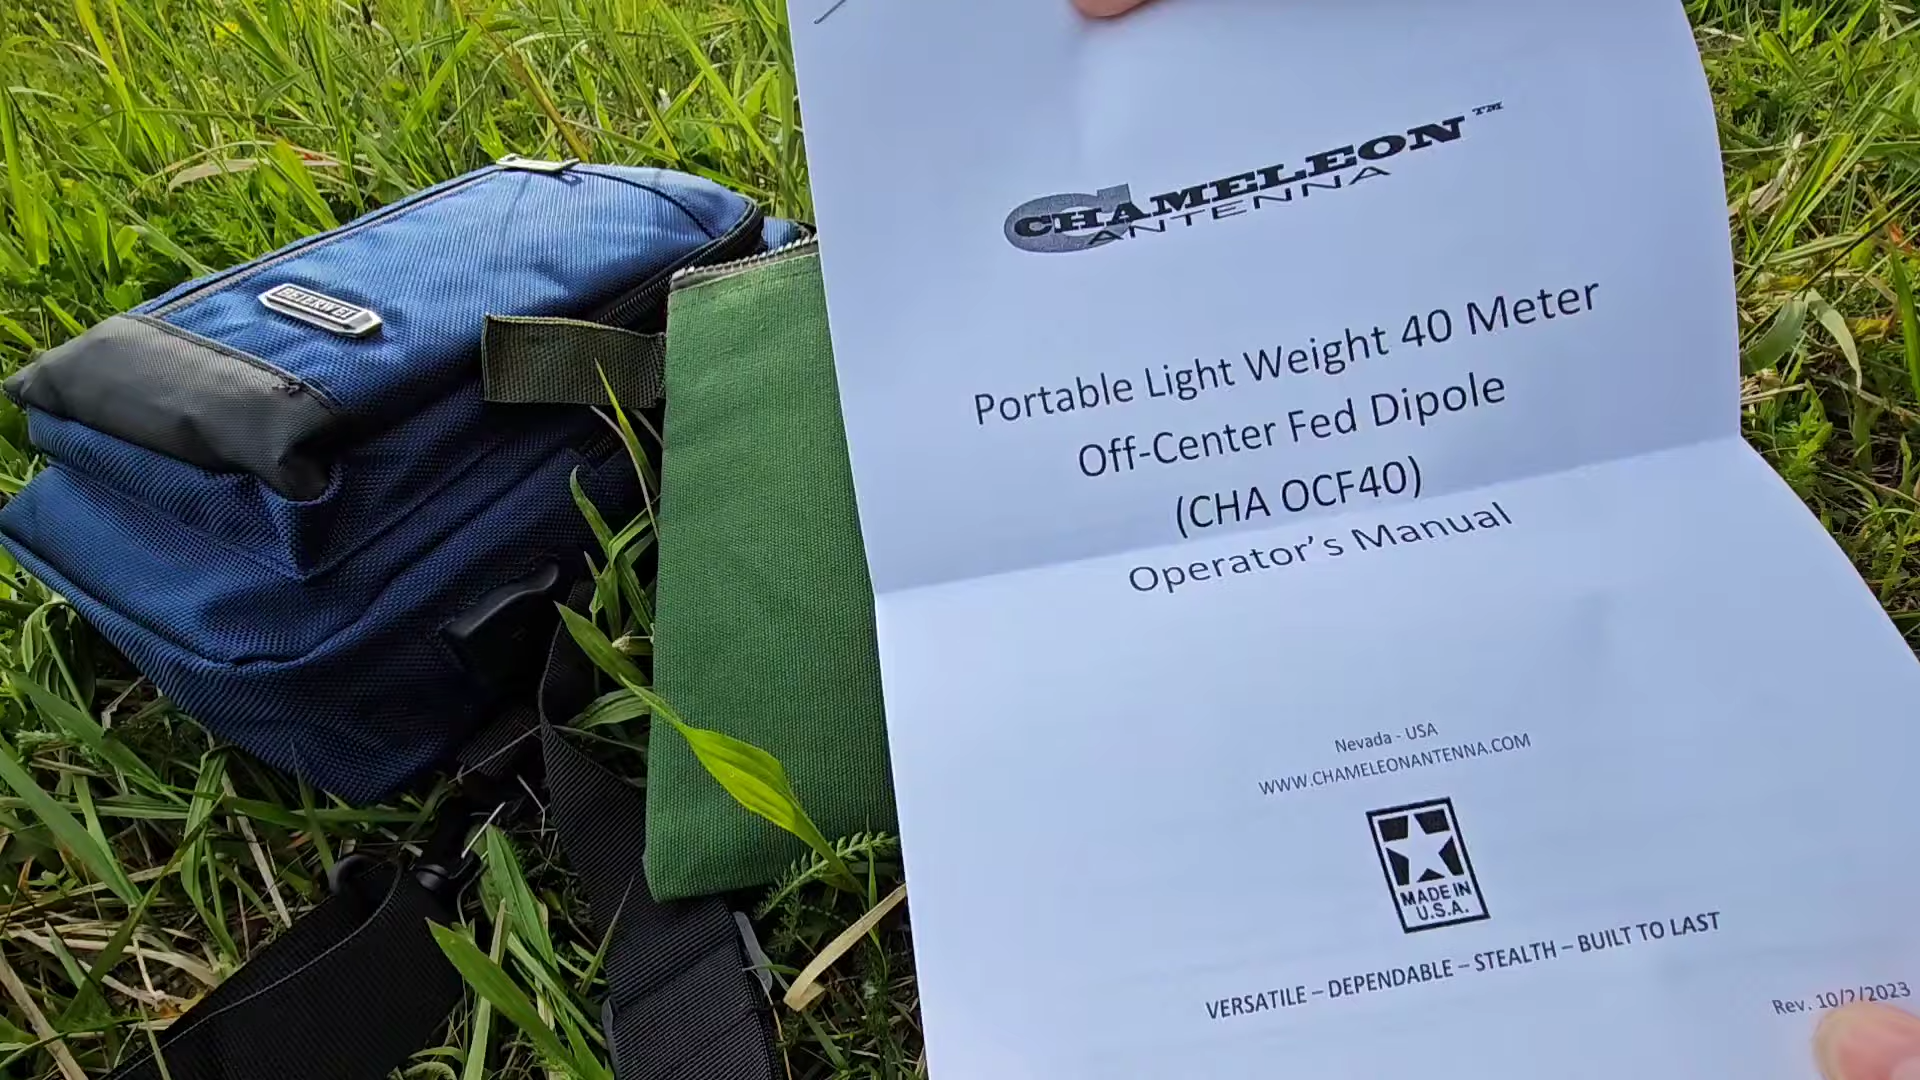 BEIERWEI
CHAMELEON™
ANTENNA
Portable Light Weight 40 Meter
Off-Center Fed Dipole
(CHA OCF40)
Operator's Manual
Nevada - USA
WWW.CHAMELEONANTENNA.COM
MADE IN
U.S.A.
VERSATILE – DEPENDABLE – STEALTH – BUILT TO LAST
Rev. 10/2/2023